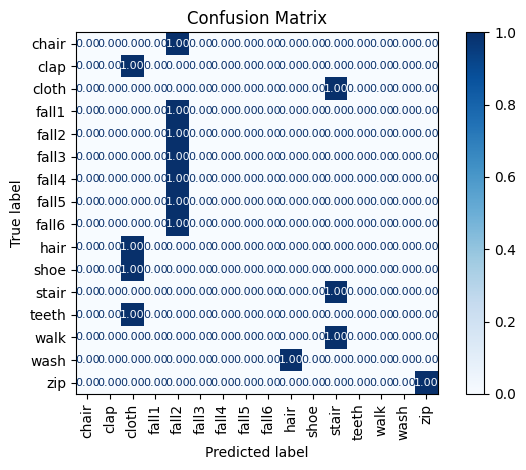 Confusion Matrix
chair 0.00 0.00 0.00 0.00 1.00 0.00 0.00 0.00 0.00 0.00 0.00 0.00 0.00 0.00 0.00 0.00
clap 0.00 0.00 1.00 0.00 0.00 0.00 0.00 0.00 0.00 0.00 0.00 0.00 0.00 0.00 0.00 0.00
cloth 0.00 0.00 0.00 0.00 0.00 0.00 0.00 0.00 0.00 0.00 0.00 1.00 0.00 0.00 0.00 0.00
fall1 0.00 0.00 0.00 0.00 1.00 0.00 0.00 0.00 0.00 0.00 0.00 0.00 0.00 0.00 0.00 0.00
fall2 0.00 0.00 0.00 0.00 1.00 0.00 0.00 0.00 0.00 0.00 0.00 0.00 0.00 0.00 0.00 0.00
fall3 0.00 0.00 0.00 0.00 1.00 0.00 0.00 0.00 0.00 0.00 0.00 0.00 0.00 0.00 0.00 0.00
fall4 0.00 0.00 0.00 0.00 1.00 0.00 0.00 0.00 0.00 0.00 0.00 0.00 0.00 0.00 0.00 0.00
fall5 0.00 0.00 0.00 0.00 1.00 0.00 0.00 0.00 0.00 0.00 0.00 0.00 0.00 0.00 0.00 0.00
fall6 0.00 0.00 0.00 0.00 1.00 0.00 0.00 0.00 0.00 0.00 0.00 0.00 0.00 0.00 0.00 0.00
hair 0.00 0.00 1.00 0.00 0.00 0.00 0.00 0.00 0.00 0.00 0.00 0.00 0.00 0.00 0.00 0.00
shoe 0.00 0.00 1.00 0.00 0.00 0.00 0.00 0.00 0.00 0.00 0.00 0.00 0.00 0.00 0.00 0.00
stair 0.00 0.00 0.00 0.00 0.00 0.00 0.00 0.00 0.00 0.00 0.00 1.00 0.00 0.00 0.00 0.00
teeth 0.00 0.00 1.00 0.00 0.00 0.00 0.00 0.00 0.00 0.00 0.00 0.00 0.00 0.00 0.00 0.00
walk 0.00 0.00 0.00 0.00 0.00 0.00 0.00 0.00 0.00 0.00 0.00 1.00 0.00 0.00 0.00 0.00
wash 0.00 0.00 0.00 0.00 0.00 0.00 0.00 0.00 0.00 1.00 0.00 0.00 0.00 0.00 0.00 0.00
zip 0.00 0.00 0.00 0.00 0.00 0.00 0.00 0.00 0.00 0.00 0.00 0.00 0.00 0.00 0.00 1.00
True label
chair clap cloth fall1 fall2 fall3 fall4 fall5 fall6 hair shoe stair teeth walk wash zip
Predicted label
1.0
0.8
0.6
0.4
0.2
0.0